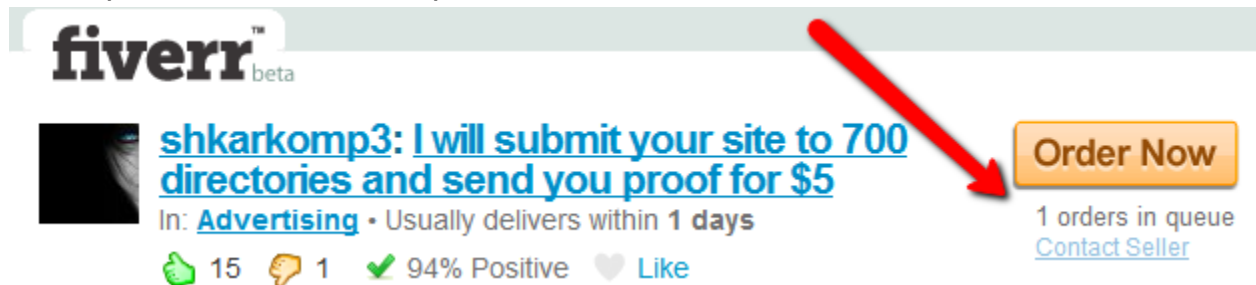 fiverr™
beta
shkarkomp3: I will submit your site to 700
directories and send you proof for $5
In: Advertising • Usually delivers within 1 days
15 1 94% Positive Like
Order Now
1 orders in queue
Contact Seller